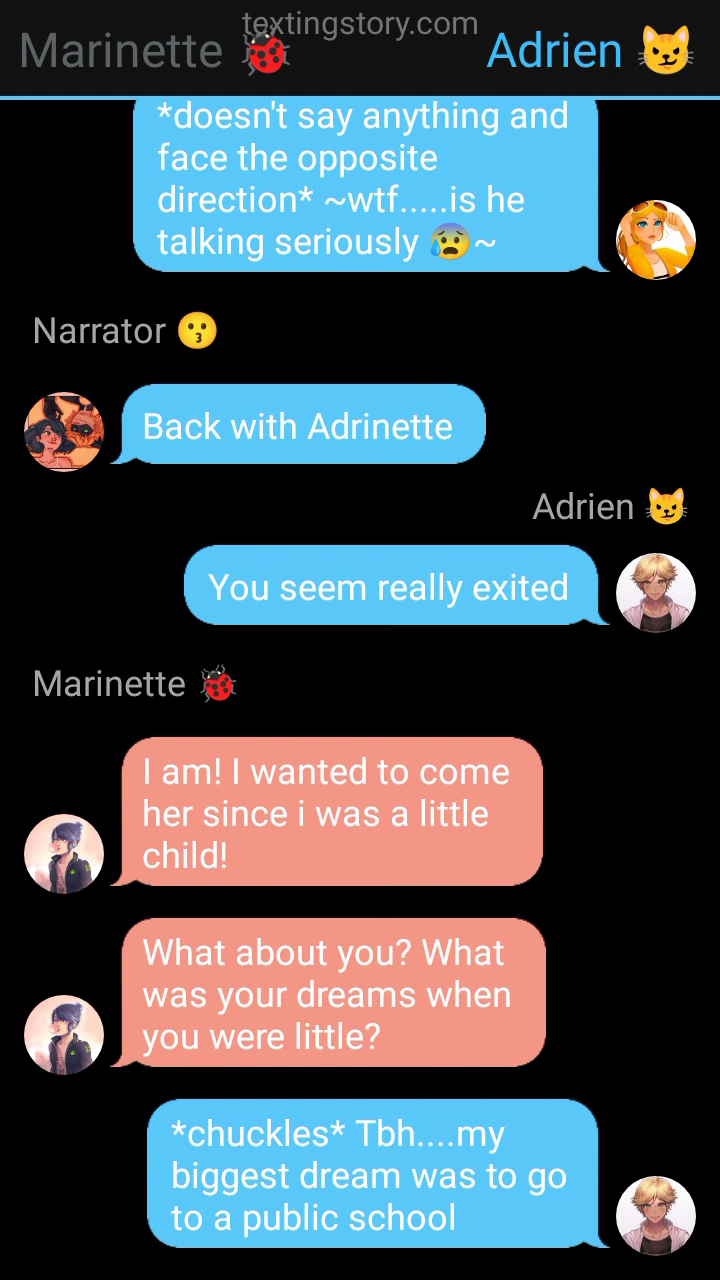 textingstory.com
Marinette 🐞
Adrien 😼
*doesn't say anything and
face the opposite
direction* ~wtf.....is he
talking seriously 😰~
Narrator 😗
Back with Adrinette
Adrien 😼
You seem really exited
Marinette 🐞
I am! I wanted to come
her since i was a little
child!
What about you? What
was your dreams when
you were little?
*chuckles* Tbh....my
biggest dream was to go
to a public school